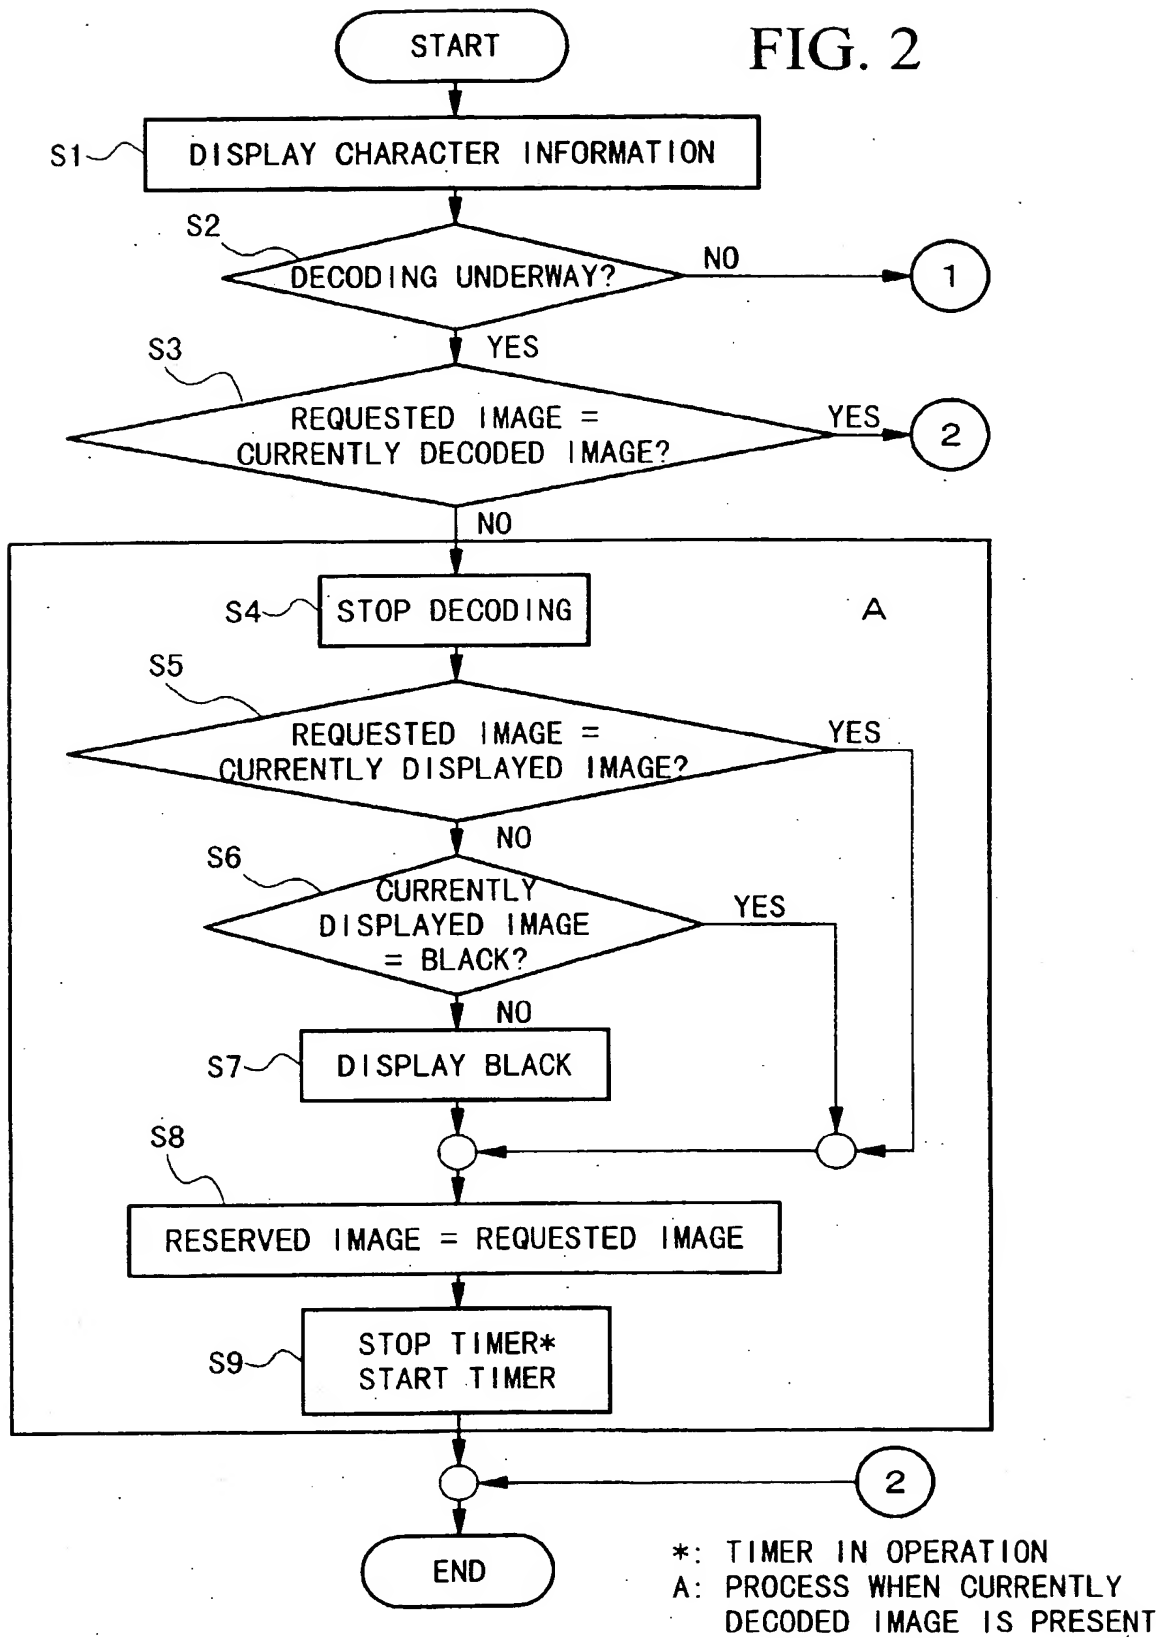 START
FIG. 2
S1
DISPLAY CHARACTER INFORMATION
S2
DECODING UNDERWAY?
NO
1
YES
S3
REQUESTED IMAGE =
CURRENTLY DECODED IMAGE?
YES
2
NO
S4
STOP DECODING
A
S5
REQUESTED IMAGE =
CURRENTLY DISPLAYED IMAGE?
YES
NO
S6
CURRENTLY
DISPLAYED IMAGE
= BLACK?
YES
NO
S7
DISPLAY BLACK
S8
RESERVED IMAGE = REQUESTED IMAGE
S9
STOP TIMER*
START TIMER
2
END
*: TIMER IN OPERATION
A: PROCESS WHEN CURRENTLY
DECODED IMAGE IS PRESENT